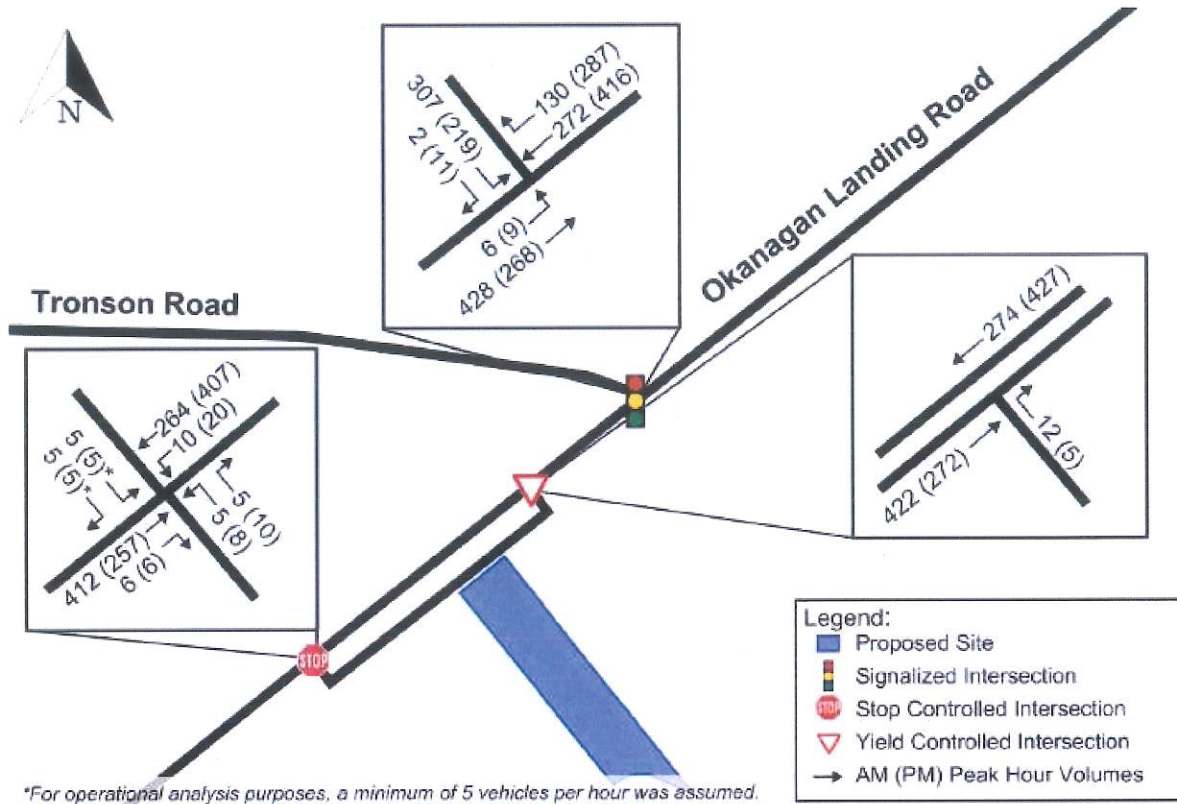 N
307 (219)
2 (11)
130 (287)
272 (416)
6 (9)
428 (268)
Okanagan Landing Road
Tronson Road
274 (427)
12 (5)
422 (272)
264 (407)
10 (20)
5 (5)*
5 (5)*
5 (10)
5 (8)
412 (257)
6 (6)
STOP
Legend:
Proposed Site
Signalized Intersection
STOP Stop Controlled Intersection
Yield Controlled Intersection
AM (PM) Peak Hour Volumes
*For operational analysis purposes, a minimum of 5 vehicles per hour was assumed.